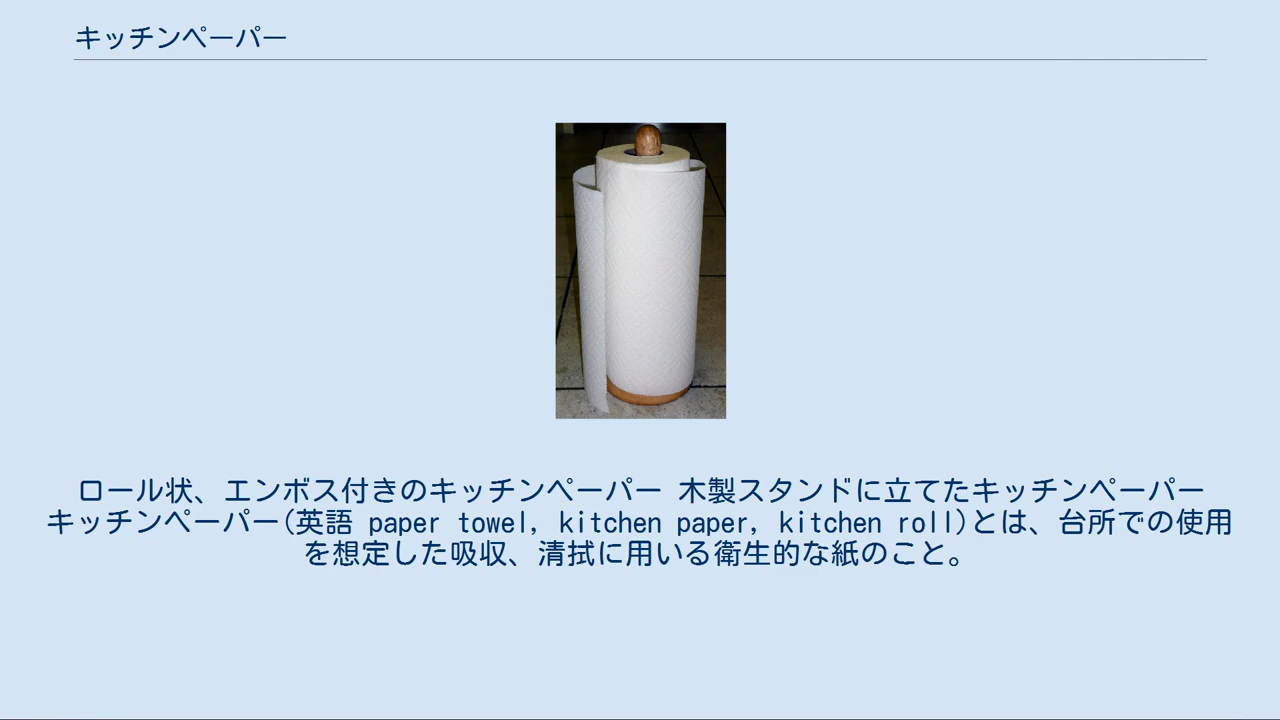 キッチンペーパー
ロール状、エンボス付きのキッチンペーパー 木製スタンドに立てたキッチンペーパー
キッチンペーパー(英語 paper towel, kitchen paper, kitchen roll)とは、台所での使用
を想定した吸収、清拭に用いる衛生的な紙のこと。